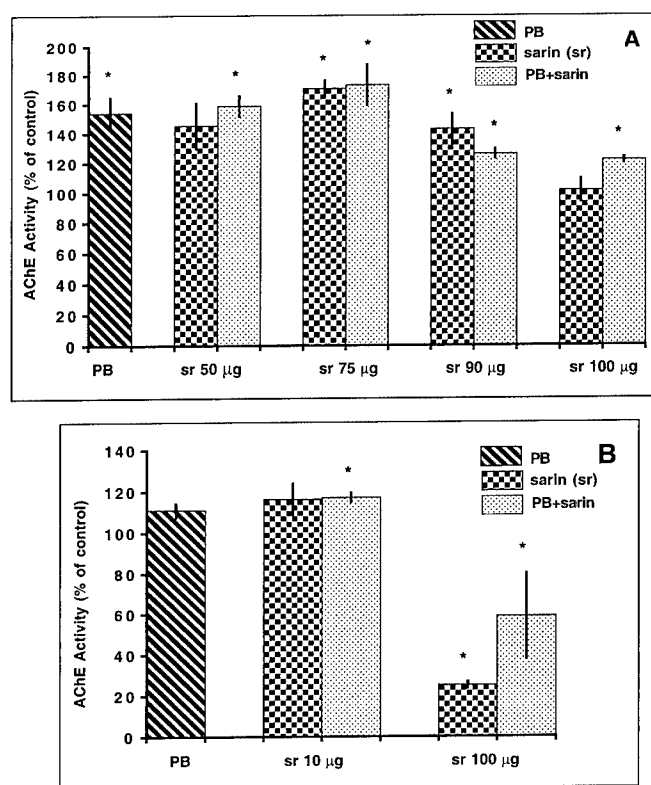 A
PB
sarin (sr)
PB+sarin
AChE Activity (% of control)
200
180
160
140
120
100
80
60
40
20
0
* * * * * * * *
PB sr 50 µg sr 75 µg sr 90 µg sr 100 µg
B
PB
sarin (sr)
PB+sarin
AChE Activity (% of control)
140
120
100
80
60
40
20
0
* * *
PB sr 10 µg sr 100 µg